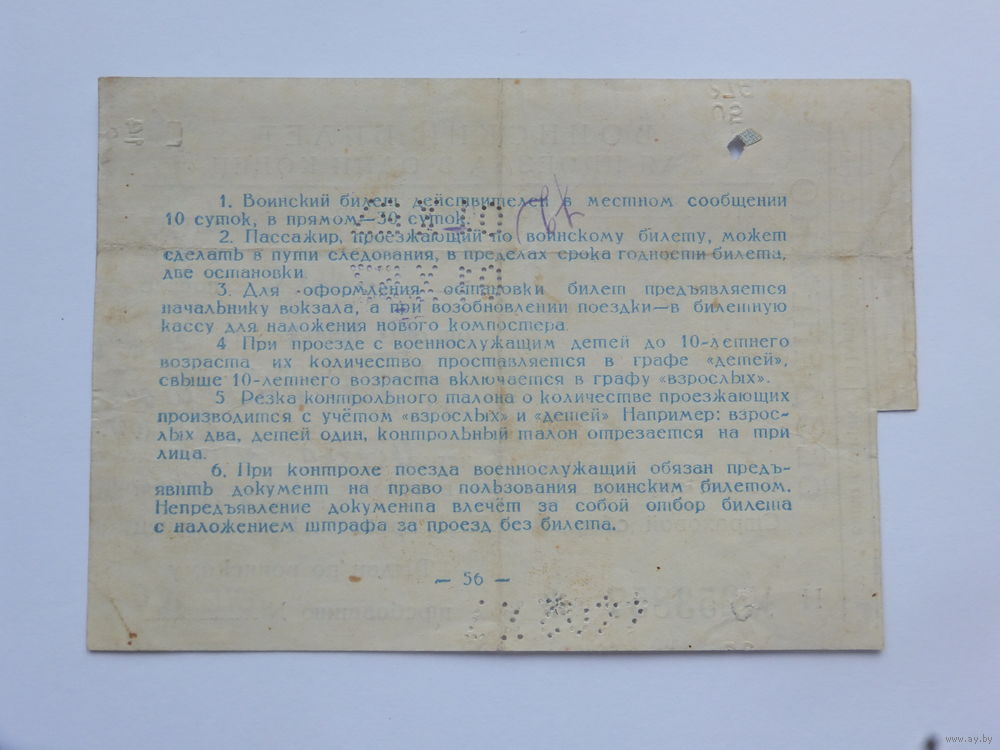 1. Воинский билет действителен в местном сообщении
10 суток, в прямом—30 суток.
2. Пассажир, проезжающий по воинскому билету, может
сделать в пути следования, в пределах срока годности билета,
две остановки.
3. Для оформления остановки билет предъявляется
начальнику вокзала, а при возобновлении поездки—в билетную
кассу для наложения нового компостера.
4 При проезде с военнослужащим детей до 10-летнего
возраста их количество проставляется в графе «детей»,
свыше 10-летнего возраста включается в графу «взрослых».
5 Резка контрольного талона о количестве проезжающих
производится с учётом «взрослых» и «детей» Например: взрос-
лых два, детей один, контрольный талон отрезается на три
лица.
6. При контроле поезда военнослужащий обязан предъ-
явить документ на право пользования воинским билетом.
Непредъявление документа влечёт за собой отбор билета
с наложением штрафа за проезд без билета.
— 56 —
www.ay.by